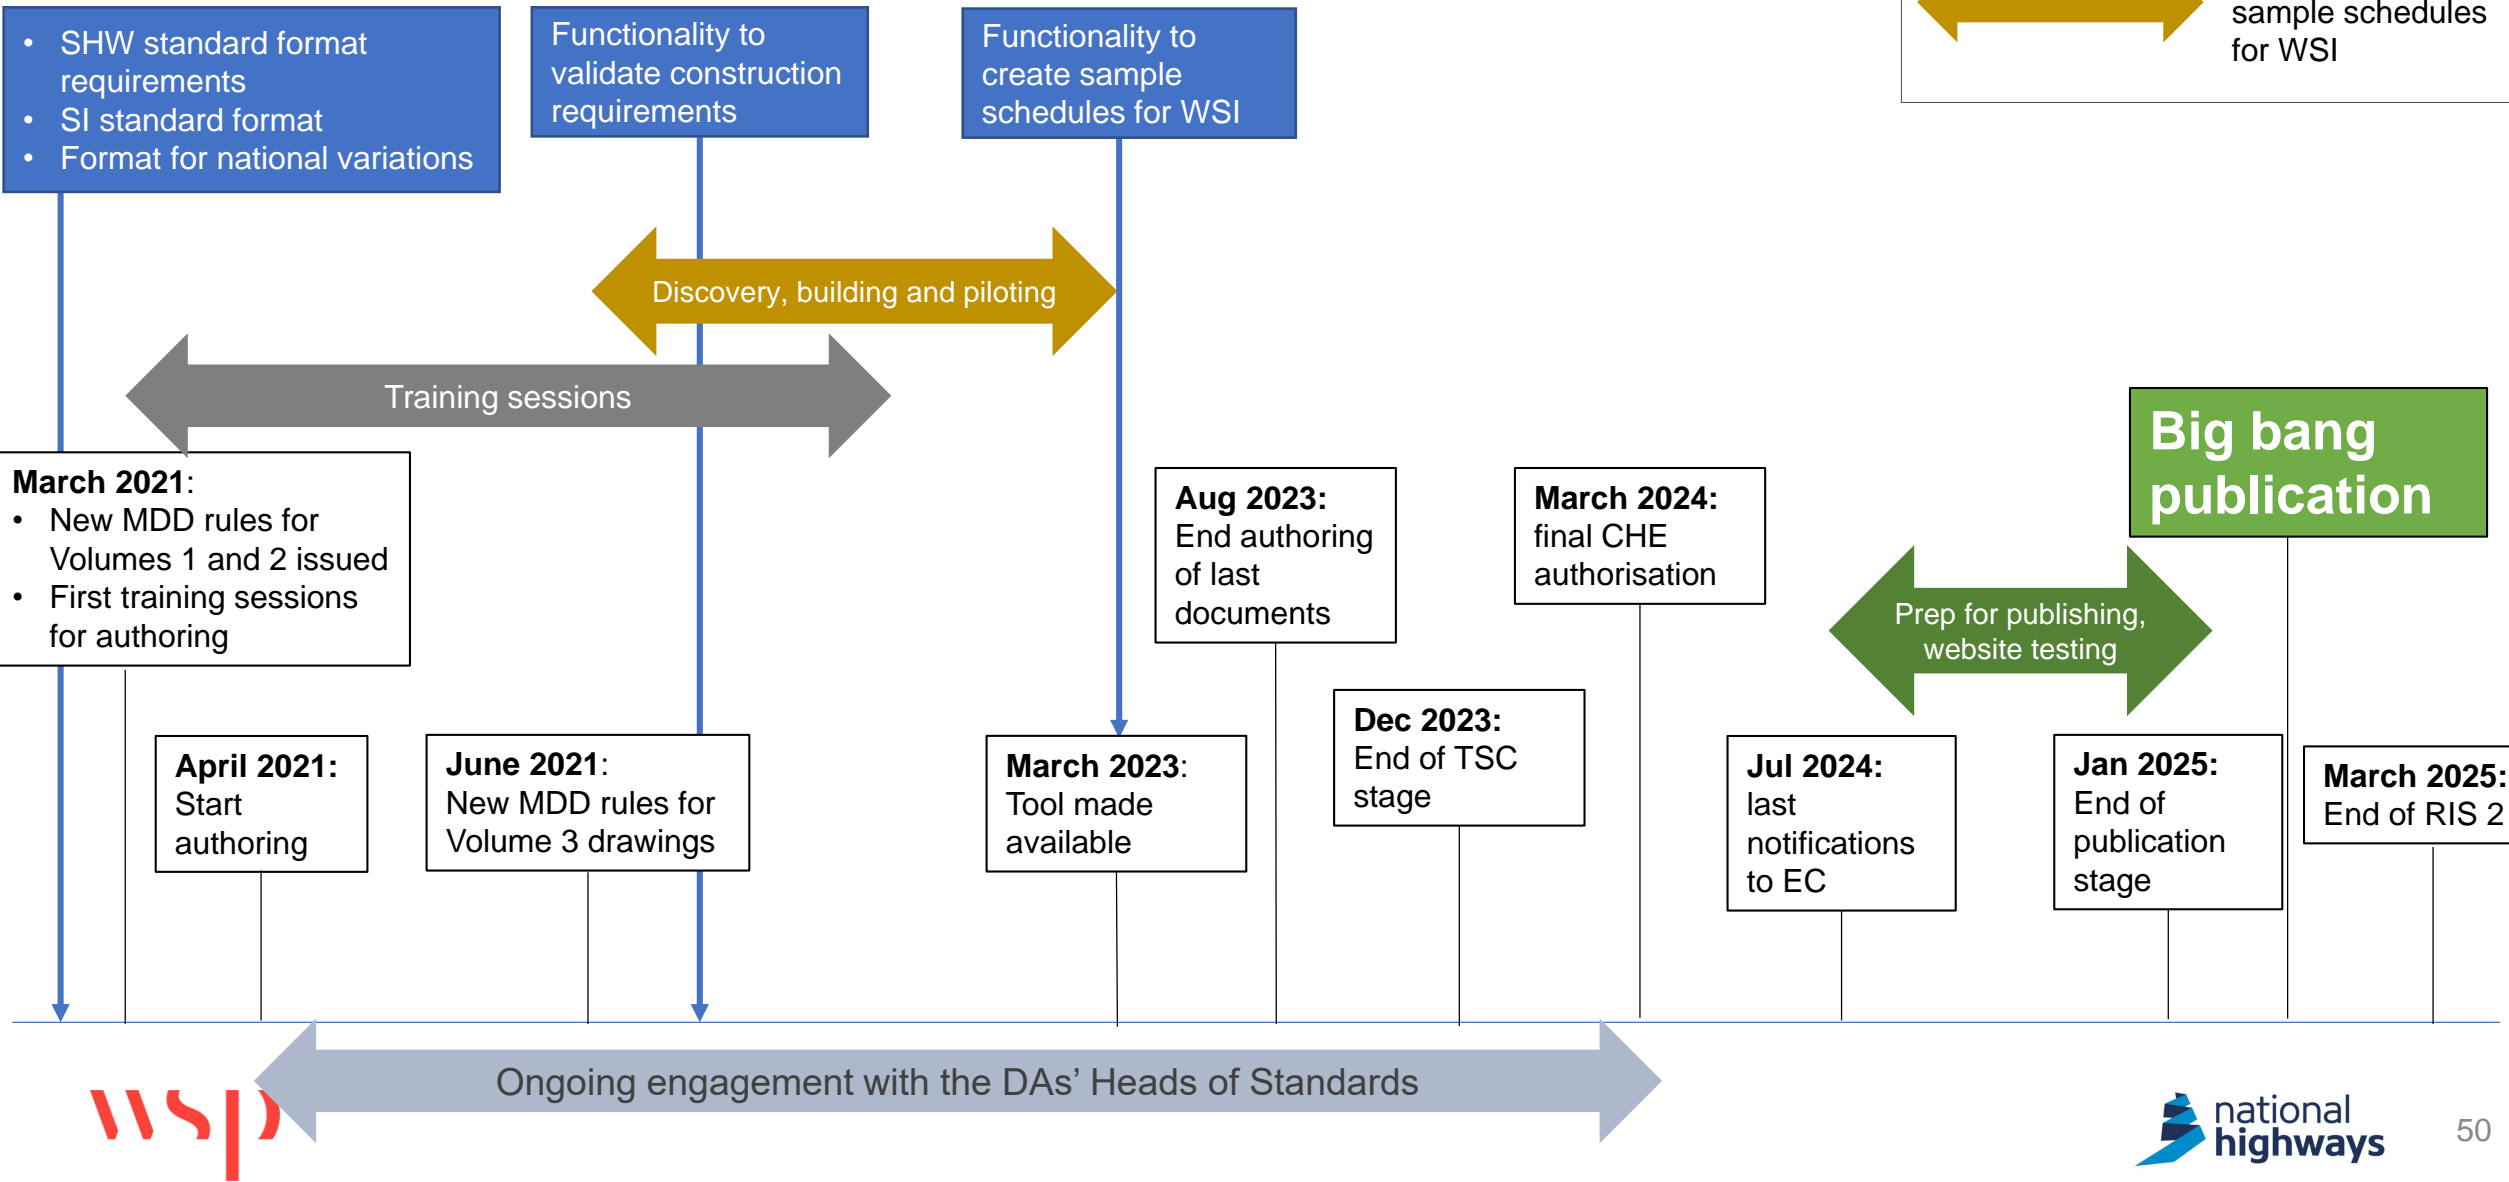 • SHW standard format
requirements
• SI standard format
• Format for national variations
Functionality to
validate construction
requirements
Functionality to
create sample
schedules for WSI
sample schedules
for WSI
Discovery, building and piloting
Training sessions
March 2021:
• New MDD rules for
Volumes 1 and 2 issued
• First training sessions
for authoring
Aug 2023:
End authoring
of last
documents
March 2024:
final CHE
authorisation
Big bang
publication
Prep for publishing,
website testing
April 2021:
Start
authoring
June 2021:
New MDD rules for
Volume 3 drawings
March 2023:
Tool made
available
Dec 2023:
End of TSC
stage
Jul 2024:
last
notifications
to EC
Jan 2025:
End of
publication
stage
March 2025:
End of RIS 2
Ongoing engagement with the DAs’ Heads of Standards
wsp
national
highways
50